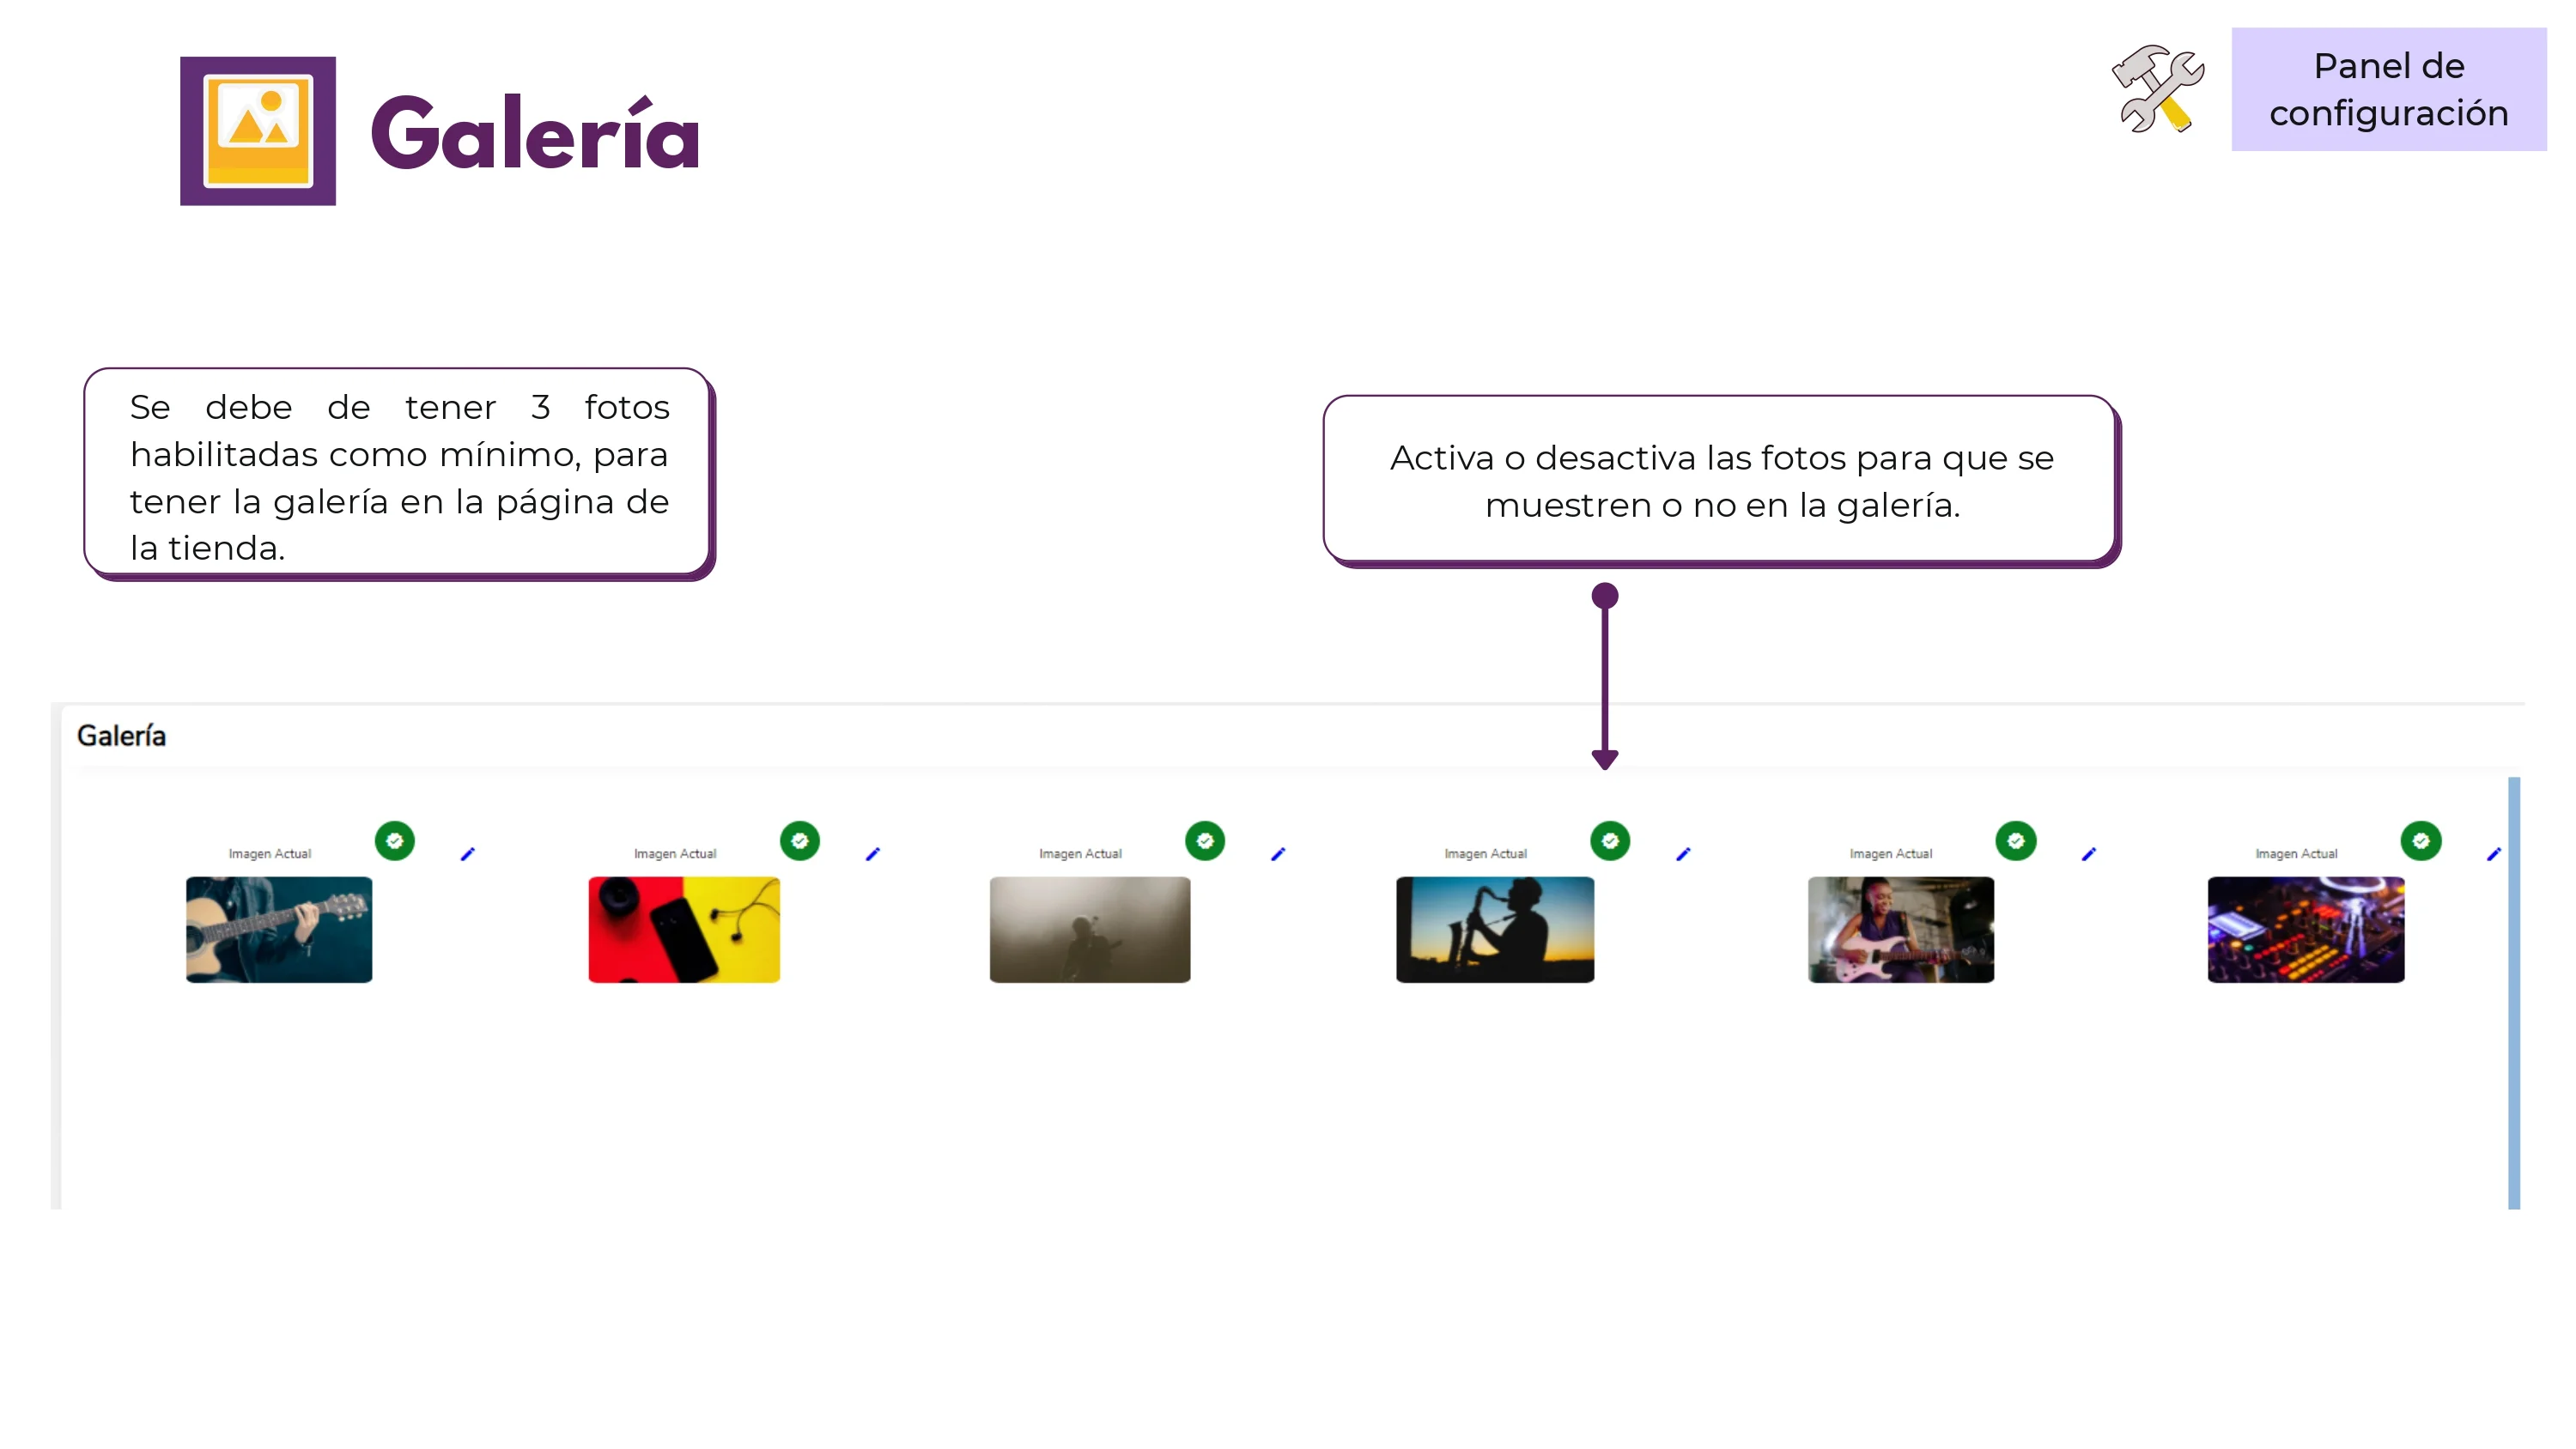 Galería
Panel de
configuración
Se debe de tener 3 fotos
habilitadas como mínimo, para
tener la galería en la página de
la tienda.
Activa o desactiva las fotos para que se
muestren o no en la galería.
Galería
Imagen Actual
Imagen Actual
Imagen Actual
Imagen Actual
Imagen Actual
Imagen Actual